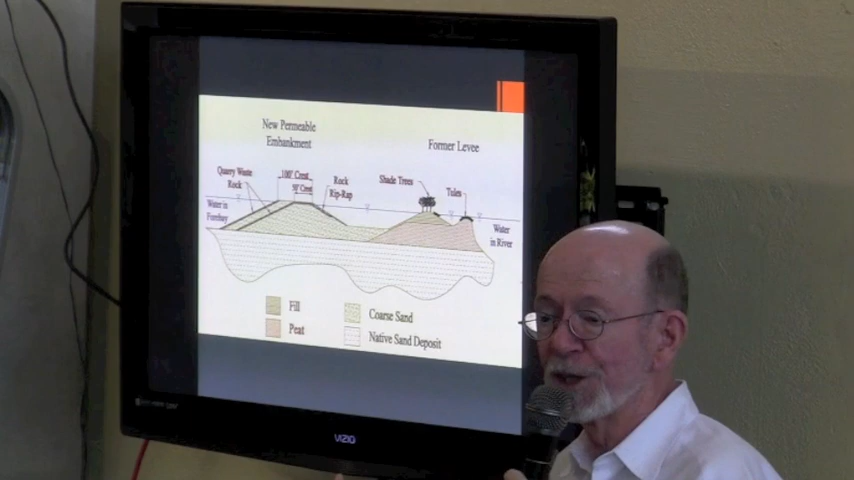 New Permeable
Embankment
Former Levee
Quarry Waste
Rock
100' Crest
50' Crest
Rock
Rip-Rap
Shade Trees
Tules
Water in
Forebay
Water
in River
Fill
Peat
Coarse Sand
Native Sand Deposit
VIZIO